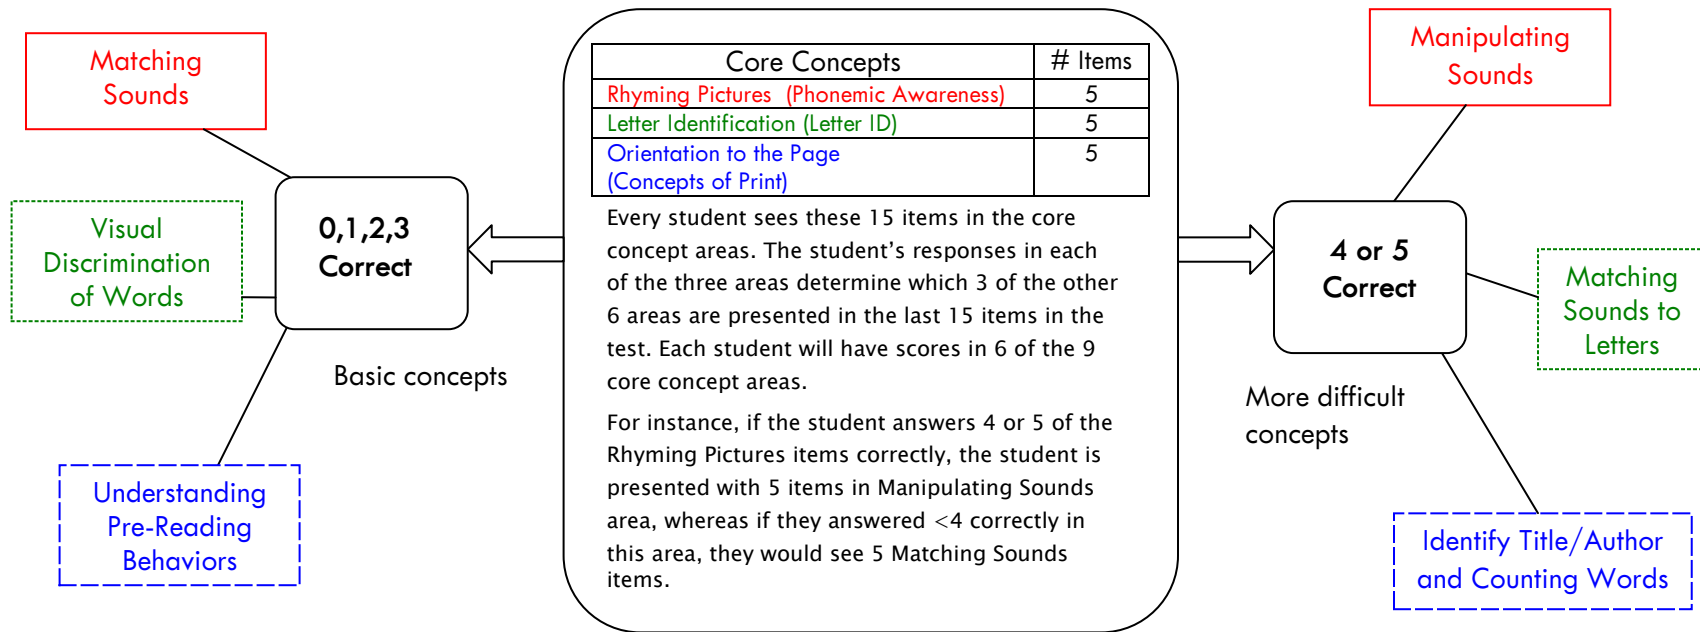 Matching
Sounds
Visual
Discrimination
of Words
Understanding
Pre-Reading
Behaviors
0,1,2,3
Correct
Basic concepts
Core Concepts # Items
Rhyming Pictures (Phonemic Awareness) 5
Letter Identification (Letter ID) 5
Orientation to the Page 5
(Concepts of Print)
Every student sees these 15 items in the core
concept areas. The student’s responses in each
of the three areas determine which 3 of the other
6 areas are presented in the last 15 items in the
test. Each student will have scores in 6 of the 9
core concept areas.
For instance, if the student answers 4 or 5 of the
Rhyming Pictures items correctly, the student is
presented with 5 items in Manipulating Sounds
area, whereas if they answered <4 correctly in
this area, they would see 5 Matching Sounds
items.
4 or 5
Correct
More difficult
concepts
Manipulating
Sounds
Matching
Sounds to
Letters
Identify Title/Author
and Counting Words